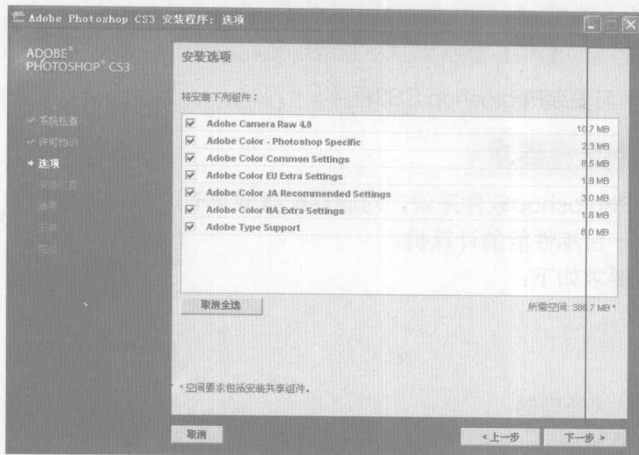 Adobe Photoshop CS3 安装程序: 选项
ADOBE®
PHOTOSHOP® CS3
系统检查
许可协议
选项
完成
安装选项
将安装下列组件:
Adobe Camera Raw 4.0 10.7 MB
Adobe Color - Photoshop Specific 2.3 MB
Adobe Color Common Settings 8.5 MB
Adobe Color EU Extra Settings 1.8 MB
Adobe Color JA Recommended Settings 3.0 MB
Adobe Color NA Extra Settings 1.8 MB
Adobe Type Support 6.0 MB
取消全选
所需空间: 388.7 MB *
*空间要求包括安装共享组件。
取消
< 上一步
下一步 >